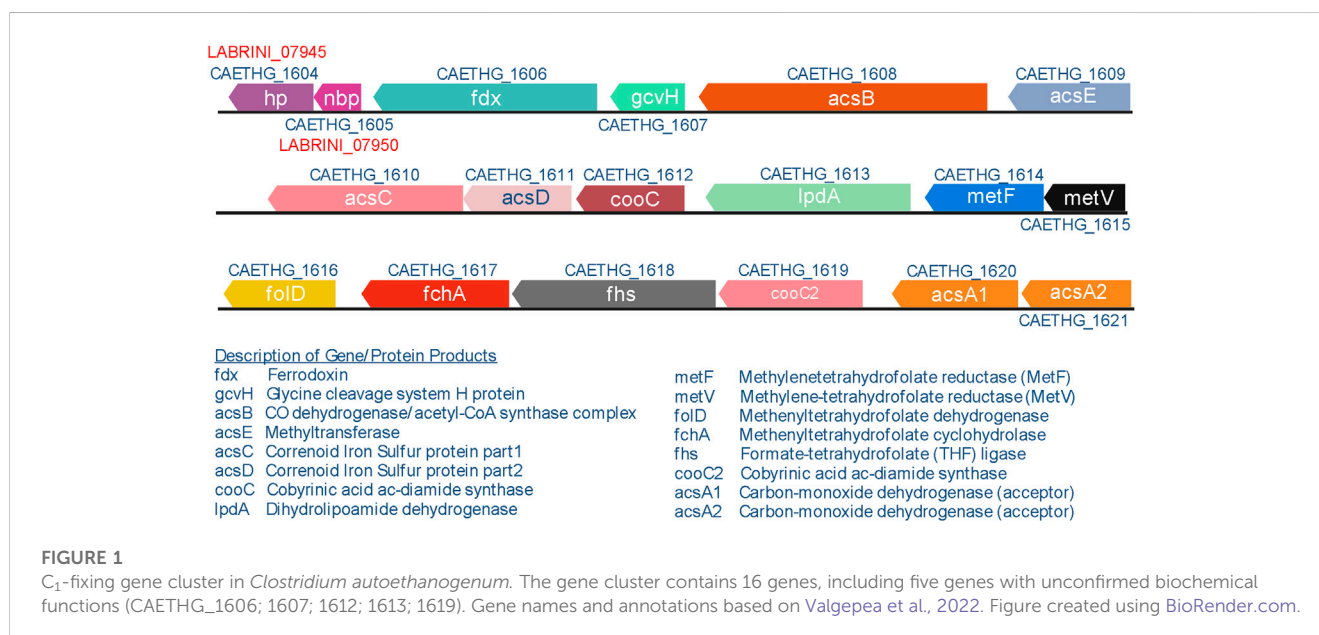 LABRINI_07945
CAETHG_1604 CAETHG_1606 CAETHG_1608 CAETHG_1609
hp nbp fdx gcvH acsB acsE
CAETHG_1605 CAETHG_1607
LABRINI_07950
CAETHG_1610 CAETHG_1611 CAETHG_1612 CAETHG_1613 CAETHG_1614
acsC acsD cooC lpdA metF metV
CAETHG_1615
CAETHG_1616 CAETHG_1617 CAETHG_1618 CAETHG_1619 CAETHG_1620
folD fchA fhs cooC2 acsA1 acsA2
CAETHG_1621
Description of Gene/Protein Products
fdx Ferrodoxin
gcvH Glycine cleavage system H protein
acsB CO dehydrogenase/acetyl-CoA synthase complex
acsE Methyltransferase
acsC Correnoid Iron Sulfur protein part1
acsD Correnoid Iron Sulfur protein part2
cooC Cobyrinic acid ac-diamide synthase
lpdA Dihydrolipoamide dehydrogenase
metF Methylenetetrahydrofolate reductase (MetF)
metV Methylene-tetrahydrofolate reductase (MetV)
folD Methenyltetrahydrofolate dehydrogenase
fchA Methenyltetrahydrofolate cyclohydrolase
fhs Formate-tetrahydrofolate (THF) ligase
cooC2 Cobyrinic acid ac-diamide synthase
acsA1 Carbon-monoxide dehydrogenase (acceptor)
acsA2 Carbon-monoxide dehydrogenase (acceptor)
FIGURE 1
C₁-fixing gene cluster in Clostridium autoethanogenum. The gene cluster contains 16 genes, including five genes with unconfirmed biochemical
functions (CAETHG_1606; 1607; 1612; 1613; 1619). Gene names and annotations based on Valgepea et al., 2022. Figure created using BioRender.com.